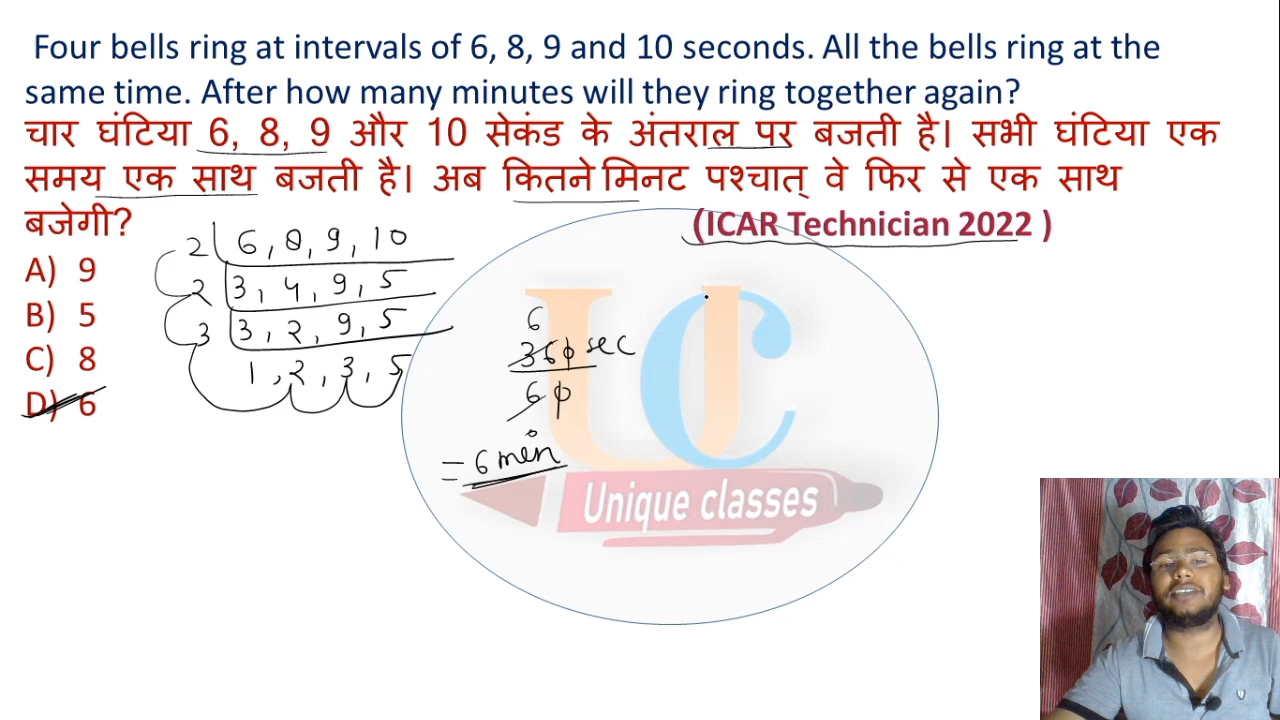 Four bells ring at intervals of 6, 8, 9 and 10 seconds. All the bells ring at the
same time. After how many minutes will they ring together again?
चार घंटिया 6, 8, 9 और 10 सेकंड के अंतराल पर बजती है। सभी घंटिया एक
समय एक साथ बजती है। अब कितने मिनट पश्चात् वे फिर से एक साथ
बजेगी?
(ICAR Technician 2022 )
A) 9
B) 5
C) 8
D) 6
2 6, 8, 9, 10
2 3, 4, 9, 5
3 3, 2, 9, 5
1, 2, 3, 5
6
360 sec
60
= 6 min
UC
Unique classes